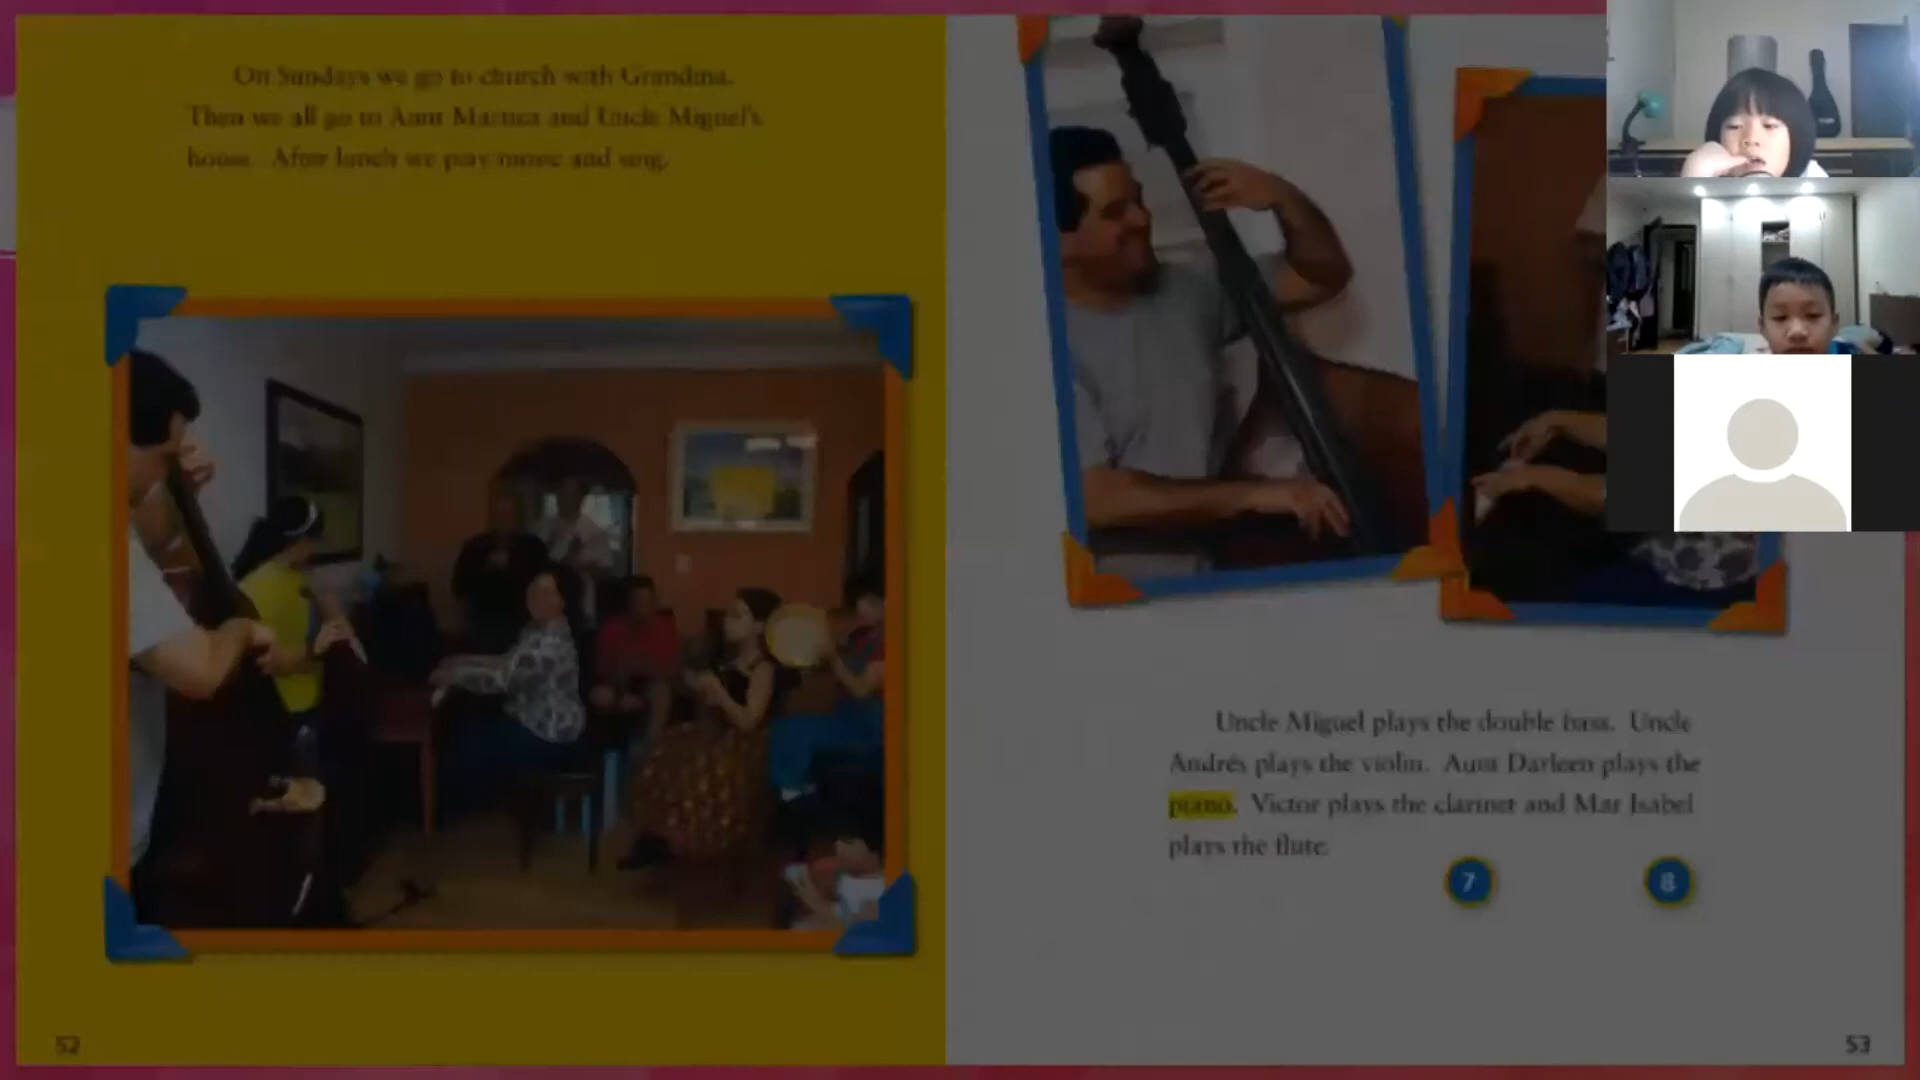 On Sundays we go to church with Grandma.
Then we all go to Aunt Martica and Uncle Miguel's
house. After lunch we play music and sing.
52
Uncle Miguel plays the double bass. Uncle
Andrés plays the violin. Aunt Darleen plays the
piano. Victor plays the clarinet and Mar Isabel
plays the flute.
7
8
53